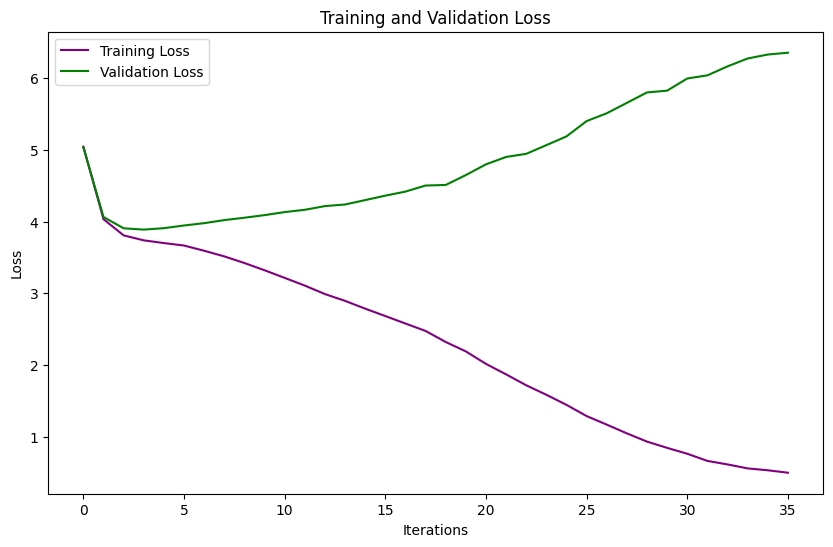 Training and Validation Loss
Training Loss
Validation Loss
6
5
4
3
2
1
Loss
0 5 10 15 20 25 30 35
Iterations